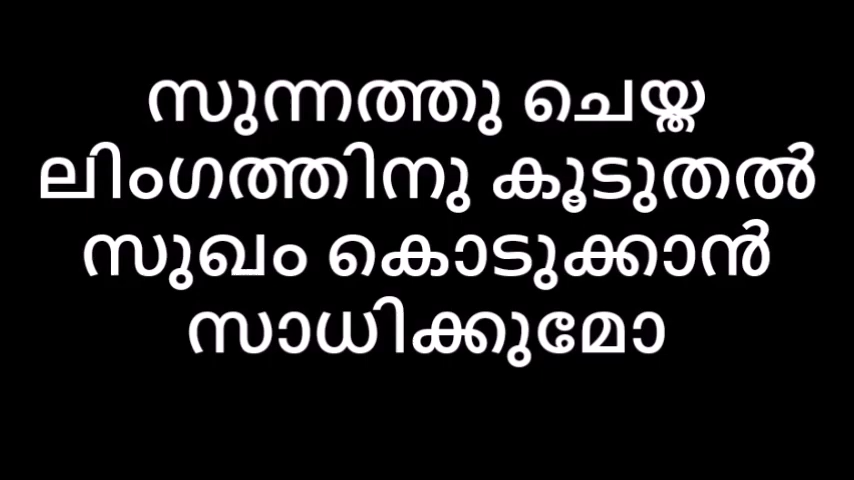 സുന്നത്തു ചെയ്ത
ലിംഗത്തിനു കൂടുതൽ
സുഖം കൊടുക്കാൻ
സാധിക്കുമോ